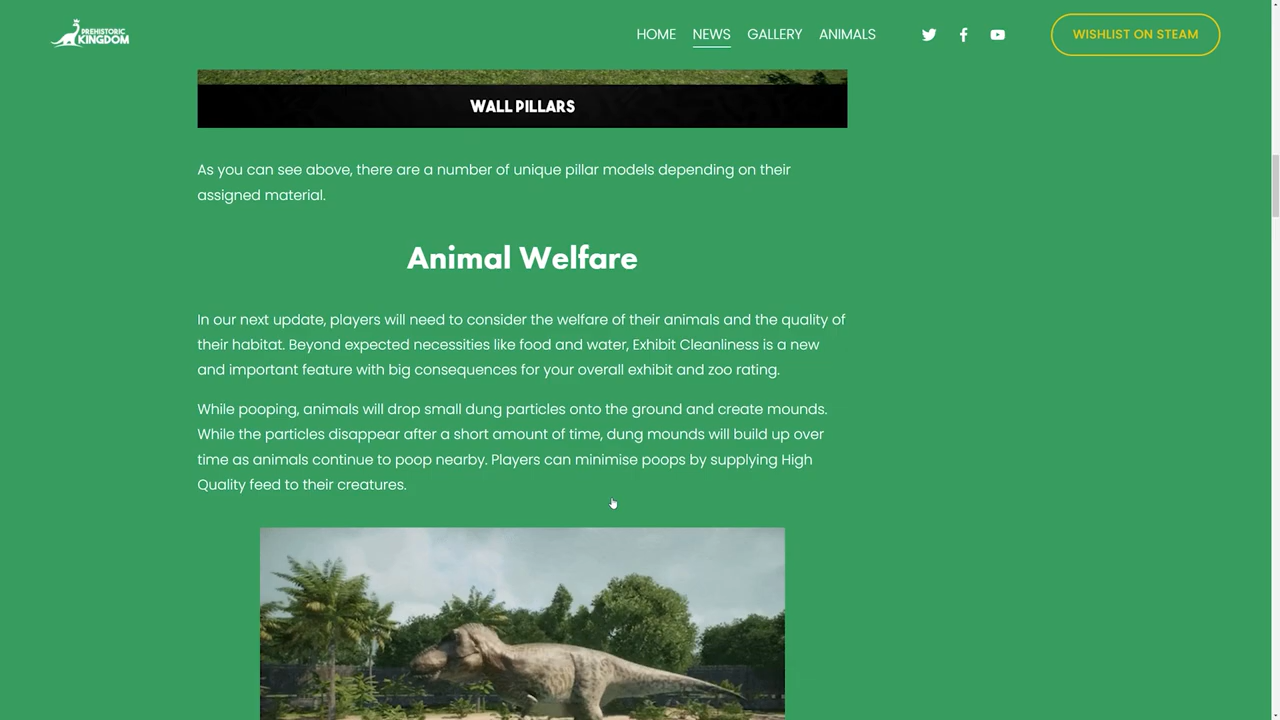 PREHISTORIC
KINGDOM
HOME NEWS GALLERY ANIMALS
WISHLIST ON STEAM
WALL PILLARS
As you can see above, there are a number of unique pillar models depending on their
assigned material.
Animal Welfare
In our next update, players will need to consider the welfare of their animals and the quality of
their habitat. Beyond expected necessities like food and water, Exhibit Cleanliness is a new
and important feature with big consequences for your overall exhibit and zoo rating.
While pooping, animals will drop small dung particles onto the ground and create mounds.
While the particles disappear after a short amount of time, dung mounds will build up over
time as animals continue to poop nearby. Players can minimise poops by supplying High
Quality feed to their creatures.